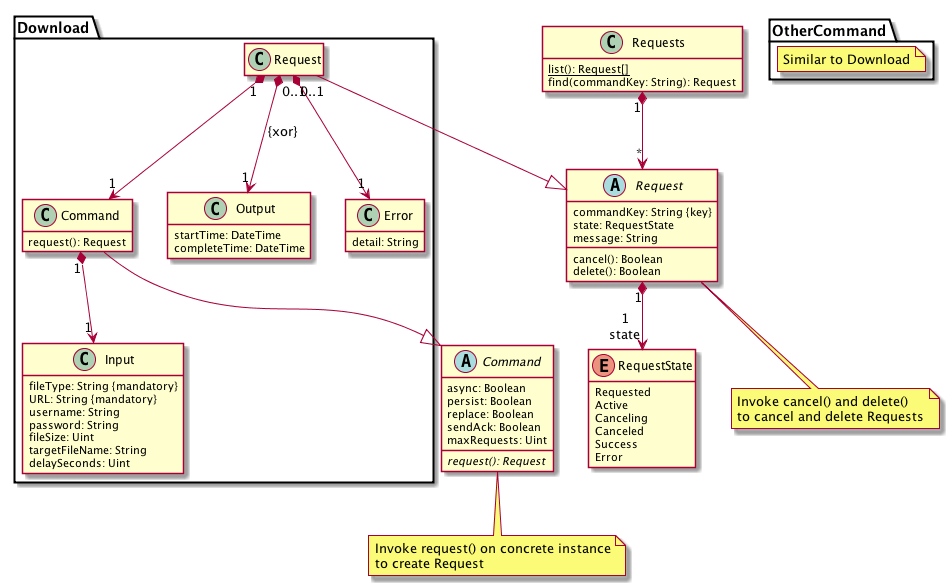 Download
C Request
1
0..1
0..1
{xor}
1
1
1
C Command
request(): Request
C Output
startTime: DateTime
completeTime: DateTime
C Error
detail: String
1
1
C Input
fileType: String {mandatory}
URL: String {mandatory}
username: String
password: String
fileSize: Uint
targetFileName: String
delaySeconds: Uint
C Requests
list(): Request[]
find(commandKey: String): Request
1
*
A Request
commandKey: String {key}
state: RequestState
message: String
cancel(): Boolean
delete(): Boolean
1
1
state
A Command
async: Boolean
persist: Boolean
replace: Boolean
sendAck: Boolean
maxRequests: Uint
request(): Request
E RequestState
Requested
Active
Canceling
Canceled
Success
Error
Invoke cancel() and delete()
to cancel and delete Requests
Invoke request() on concrete instance
to create Request
OtherCommand
Similar to Download